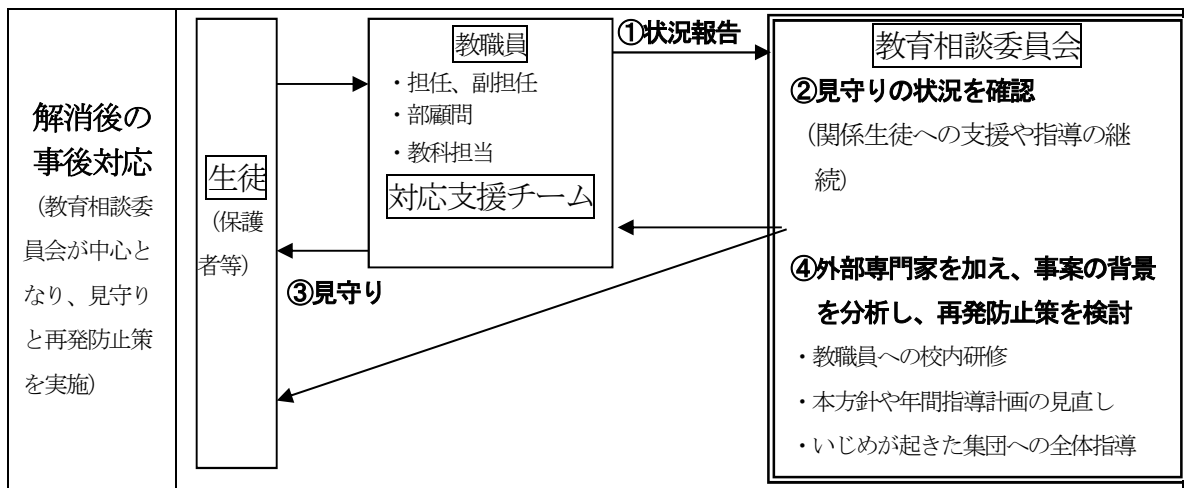 解消後の
事後対応
（教育相談委
員会が中心と
なり、見守り
と再発防止策
を実施）
生徒
（保護
者等）
教職員
・担任、副担任
・部顧問
・教科担当
対応支援チーム
①状況報告
③見守り
教育相談委員会
②見守りの状況を確認
（関係生徒への支援や指導の継
続）
④外部専門家を加え、事案の背景
を分析し、再発防止策を検討
・教職員への校内研修
・本方針や年間指導計画の見直し
・いじめが起きた集団への全体指導